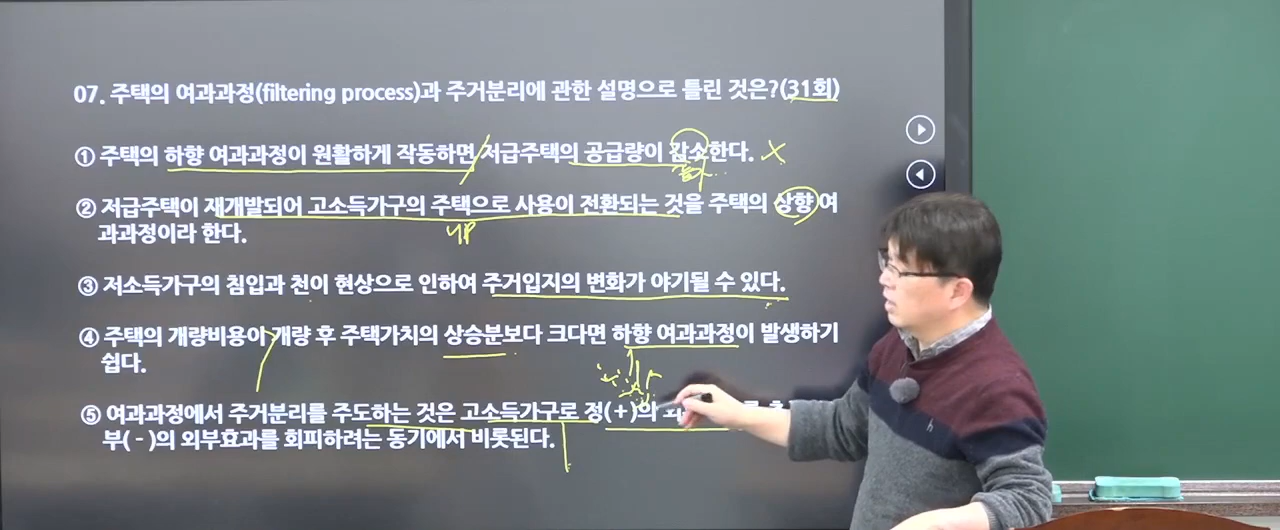 07. 주택의 여과과정(filtering process)과 주거분리에 관한 설명으로 틀린 것은?(31회)
① 주택의 하향 여과과정이 원활하게 작동하면 저급주택의 공급량이 감소한다. X
② 저급주택이 재개발되어 고소득가구의 주택으로 사용이 전환되는 것을 주택의 상향 여
up
과과정이라 한다.
③ 저소득가구의 침입과 천이 현상으로 인하여 주거입지의 변화가 야기될 수 있다.
④ 주택의 개량비용이 개량 후 주택가치의 상승분보다 크다면 하향 여과과정이 발생하기
쉽다.
⑤ 여과과정에서 주거분리를 주도하는 것은 고소득가구로 정(+)의
부(-)의 외부효과를 회피하려는 동기에서 비롯된다.